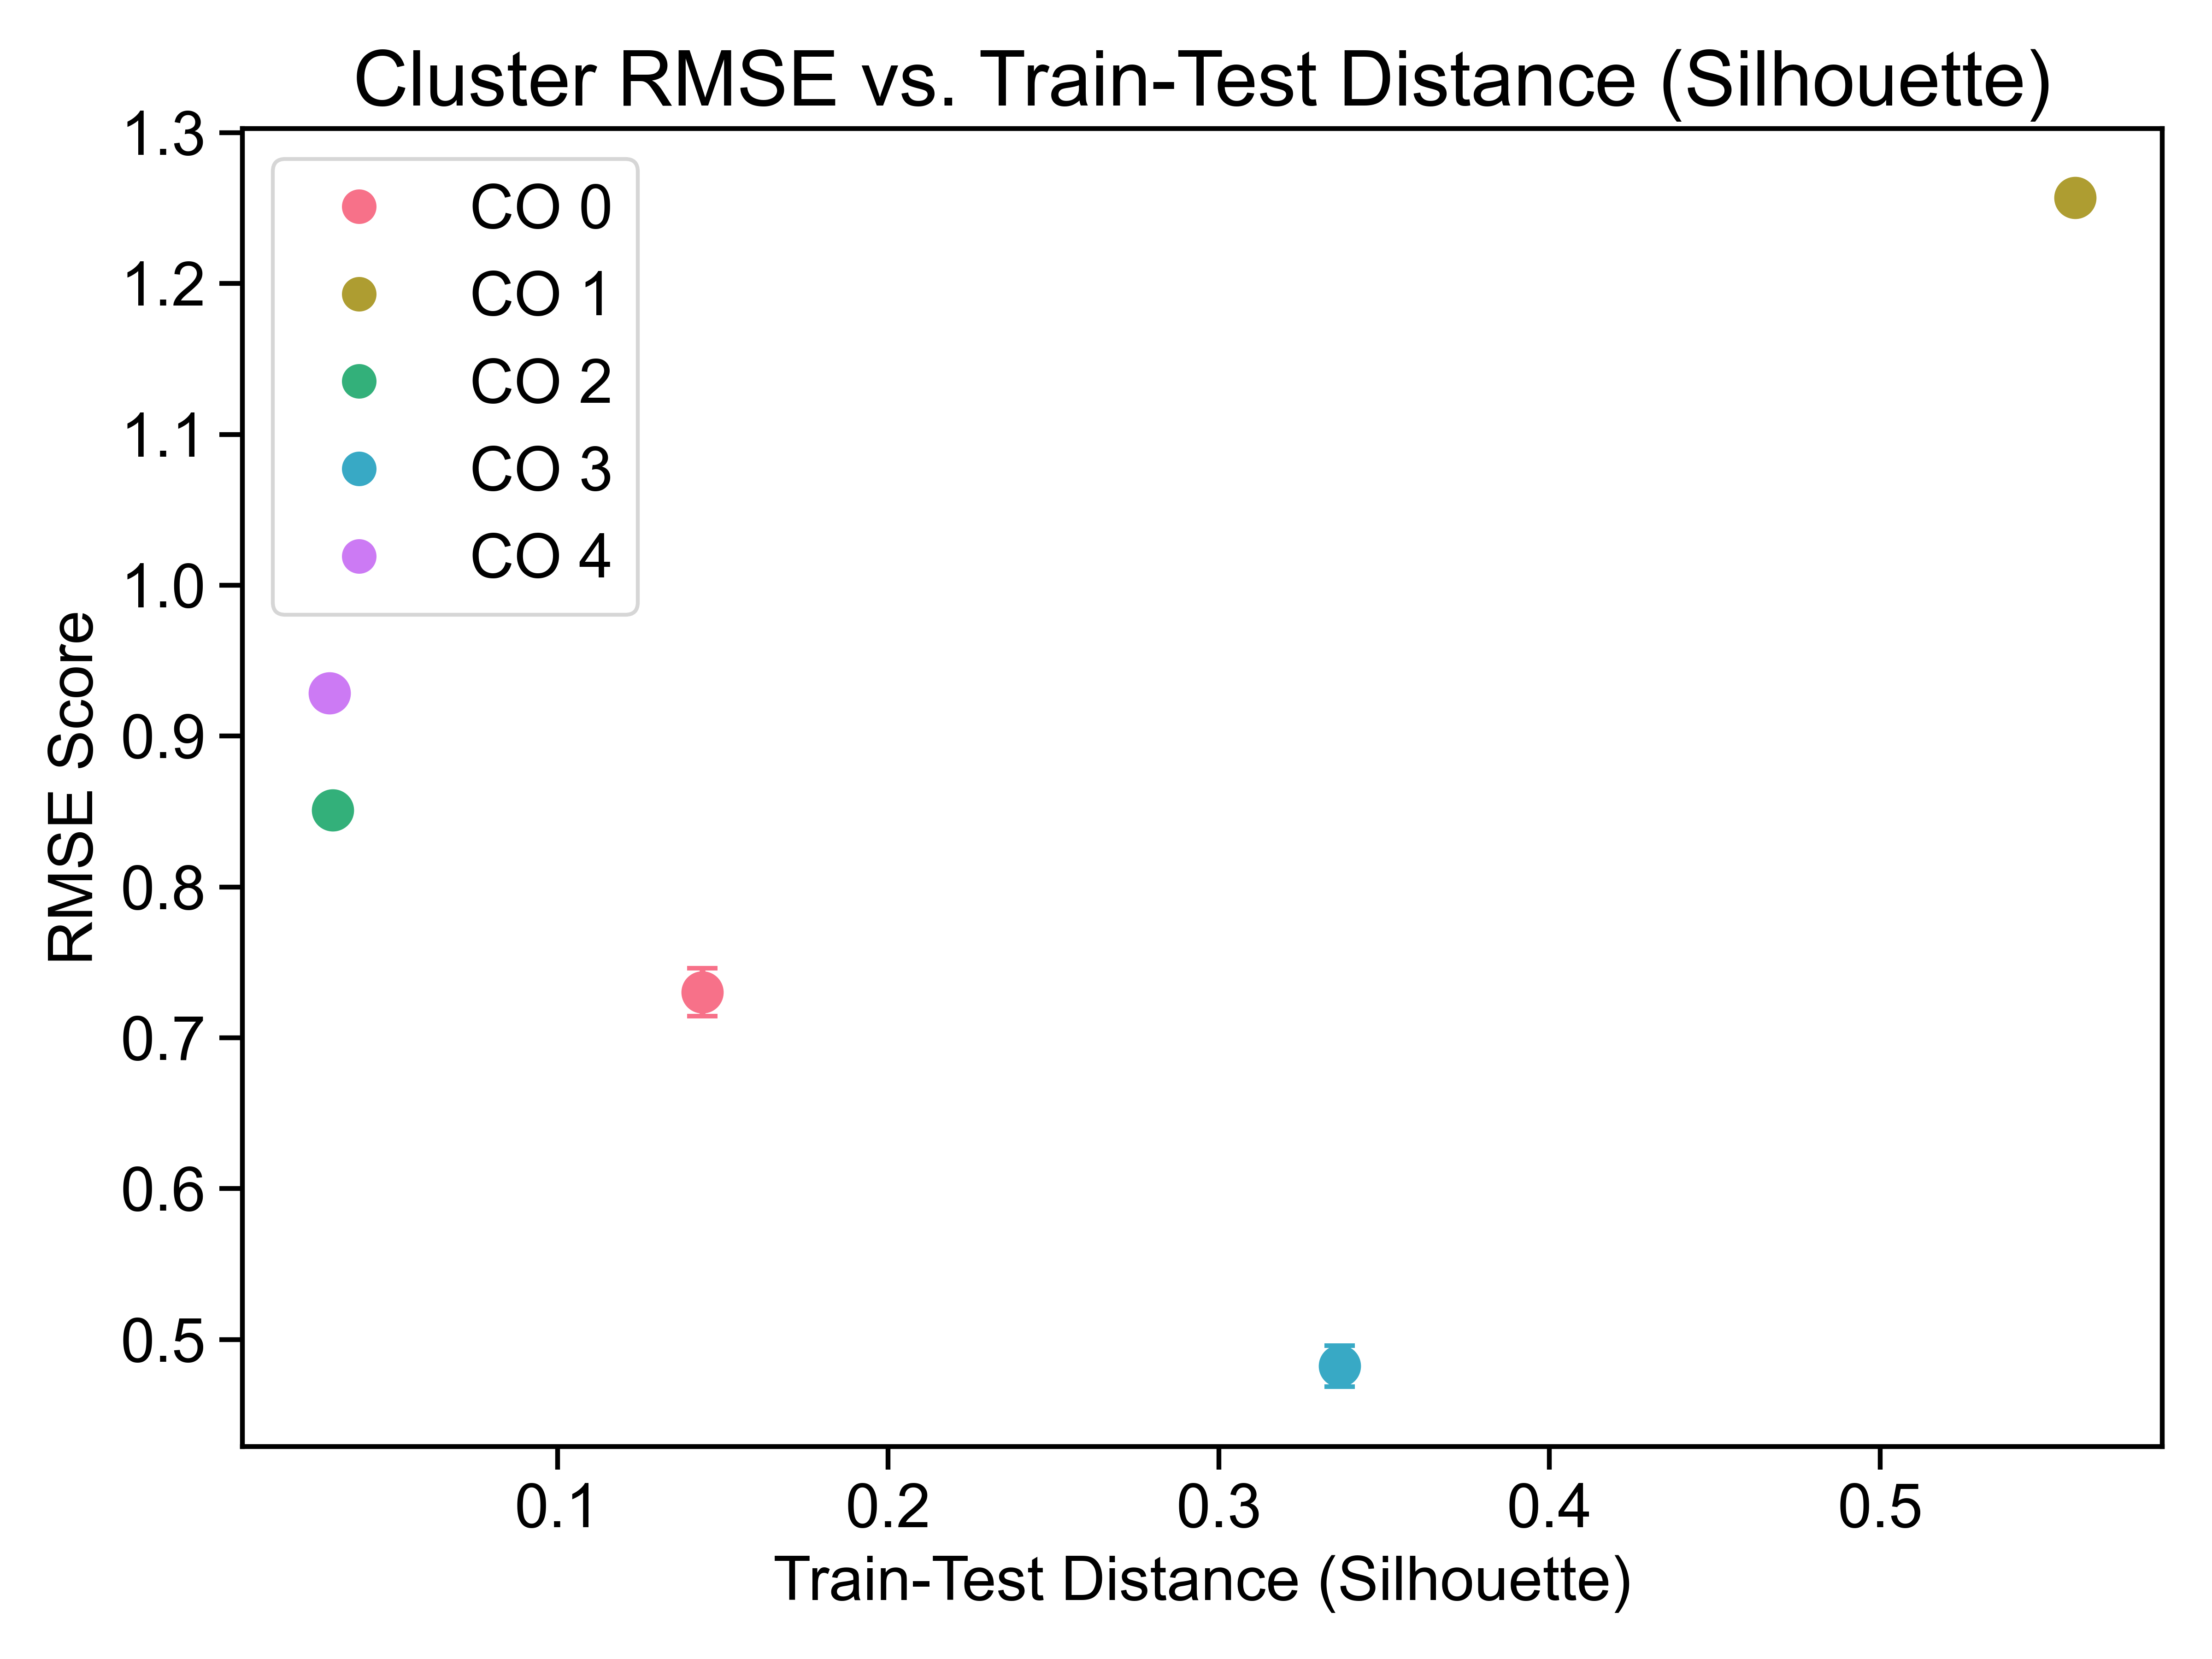 Cluster RMSE vs. Train-Test Distance (Silhouette)
1.3
1.2
1.1
1.0
0.9
0.8
0.7
0.6
0.5
RMSE Score
CO 0
CO 1
CO 2
CO 3
CO 4
0.1 0.2 0.3 0.4 0.5
Train-Test Distance (Silhouette)